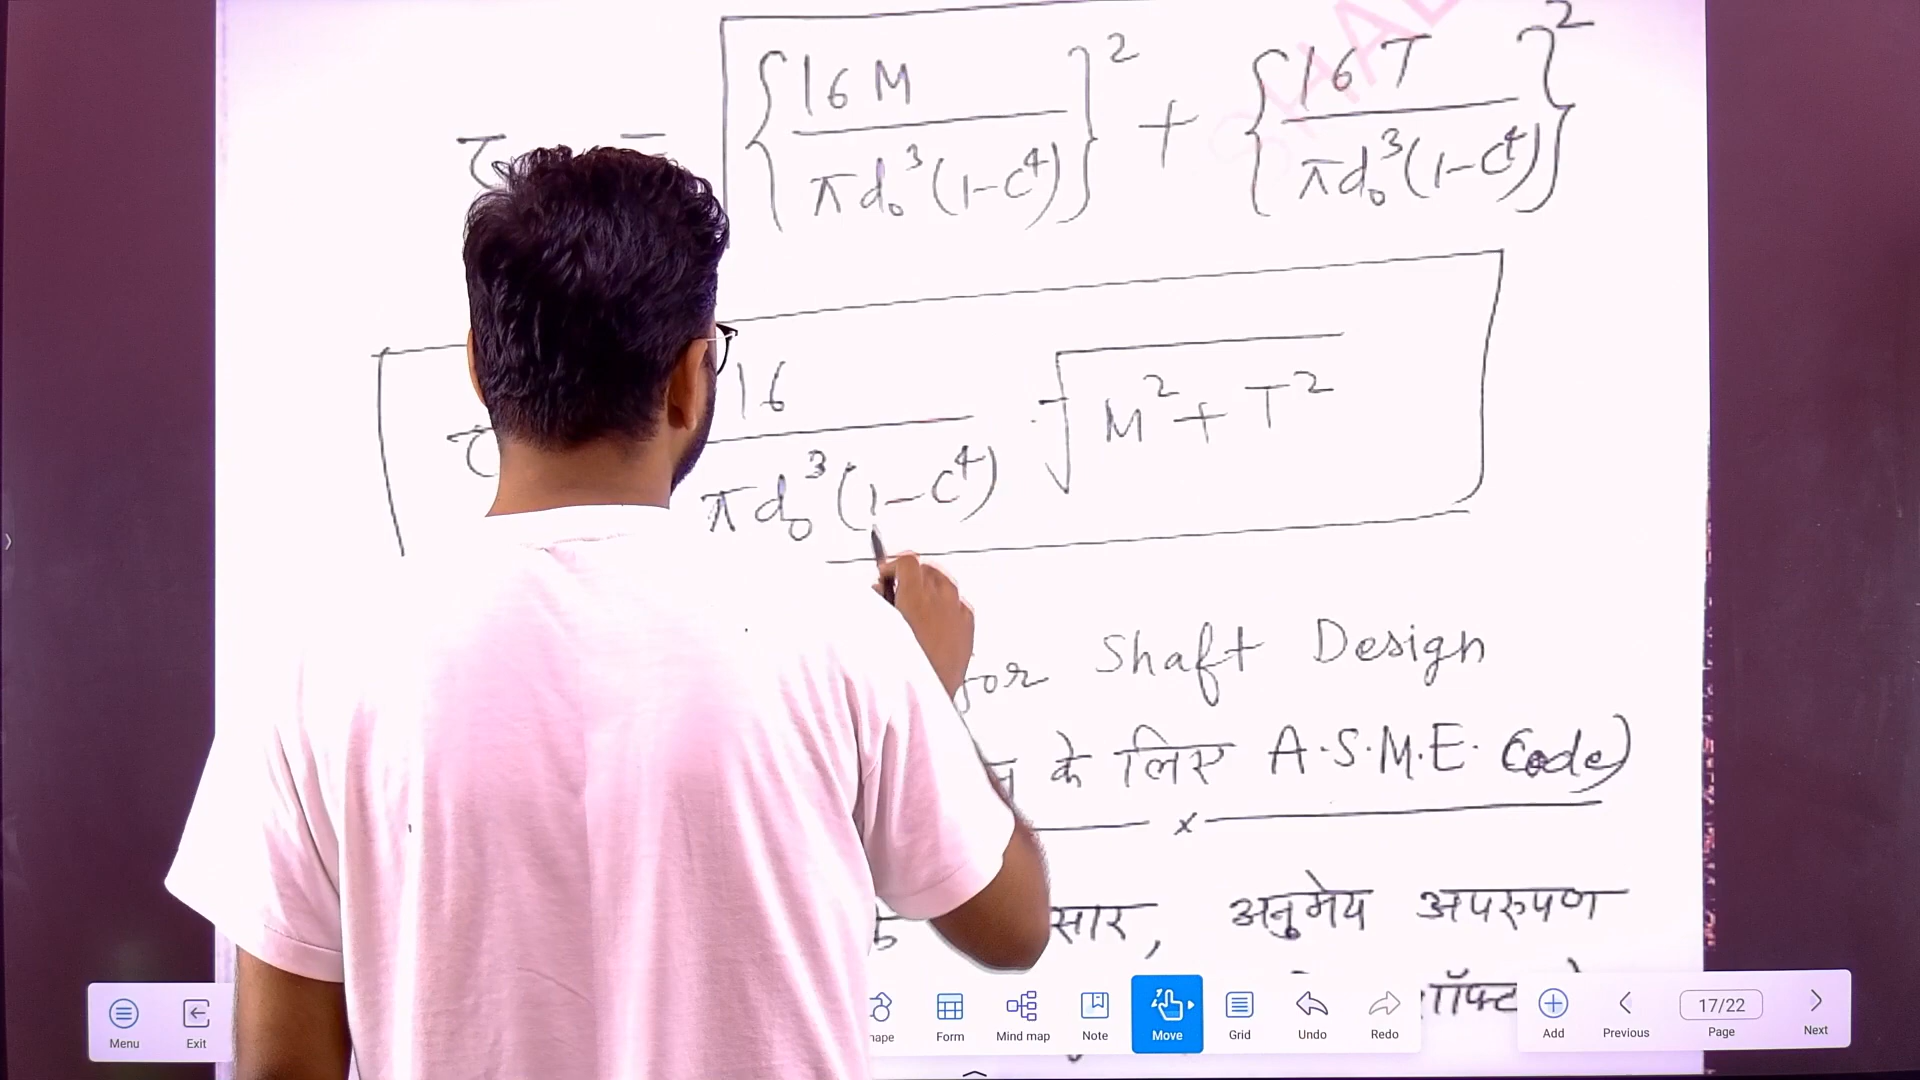 τ = √{16M / πd₀³(1-C⁴)}² + {16T / πd₀³(1-C⁴)}²
τ 16 / πd₀³(1-C⁴) . √M² + T²
for Shaft Design
के लिए A.S.M.E. Code)
x
सार, अनुमेय अपरुपण
Menu Exit Form Mind map Note Move Grid Undo Redo Add Previous 17/22 Page Next